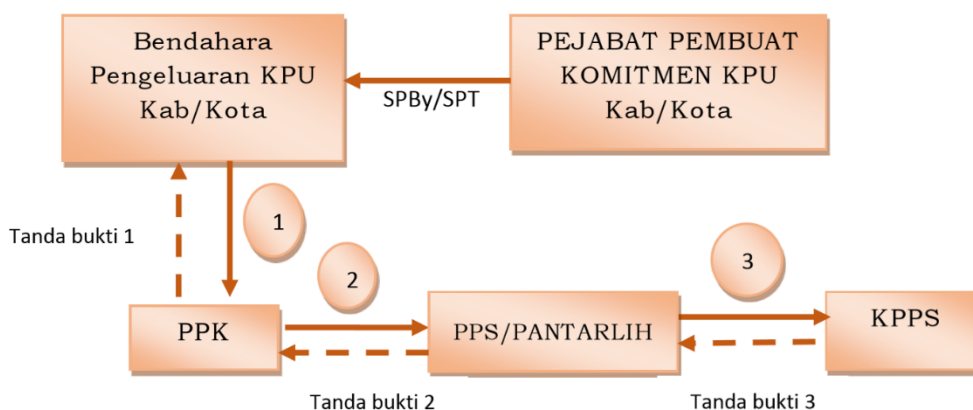 Bendahara
Pengeluaran KPU
Kab/Kota
PEJABAT PEMBUAT
KOMITMEN KPU
Kab/Kota
SPBy/SPT
Tanda bukti 1
1
2
3
PPK
PPS/PANTARLIH
KPPS
Tanda bukti 2
Tanda bukti 3